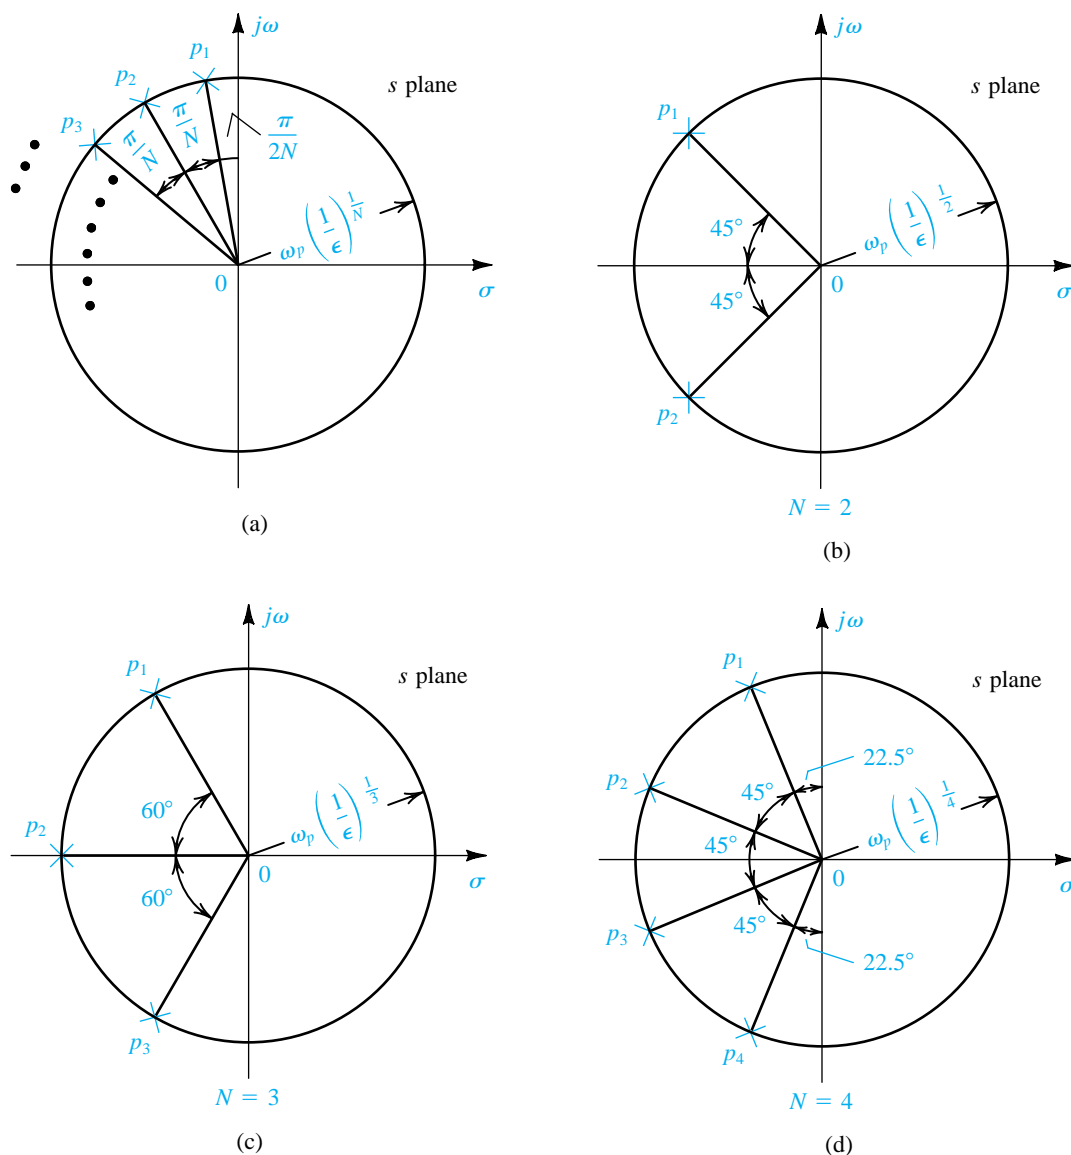 jω
p₁
p₂
p₃
s plane
π/N
π/N
π/2N
ωₚ(1/ϵ)^(1/N)
0
σ
(a)
jω
p₁
s plane
45°
45°
ωₚ(1/ϵ)^(1/2)
0
σ
p₂
N = 2
(b)
jω
p₁
s plane
60°
p₂
ωₚ(1/ϵ)^(1/3)
60°
0
σ
p₃
N = 3
(c)
jω
p₁
s plane
22.5°
p₂
45°
ωₚ(1/ϵ)^(1/4)
45°
0
σ
45°
p₃
22.5°
p₄
N = 4
(d)